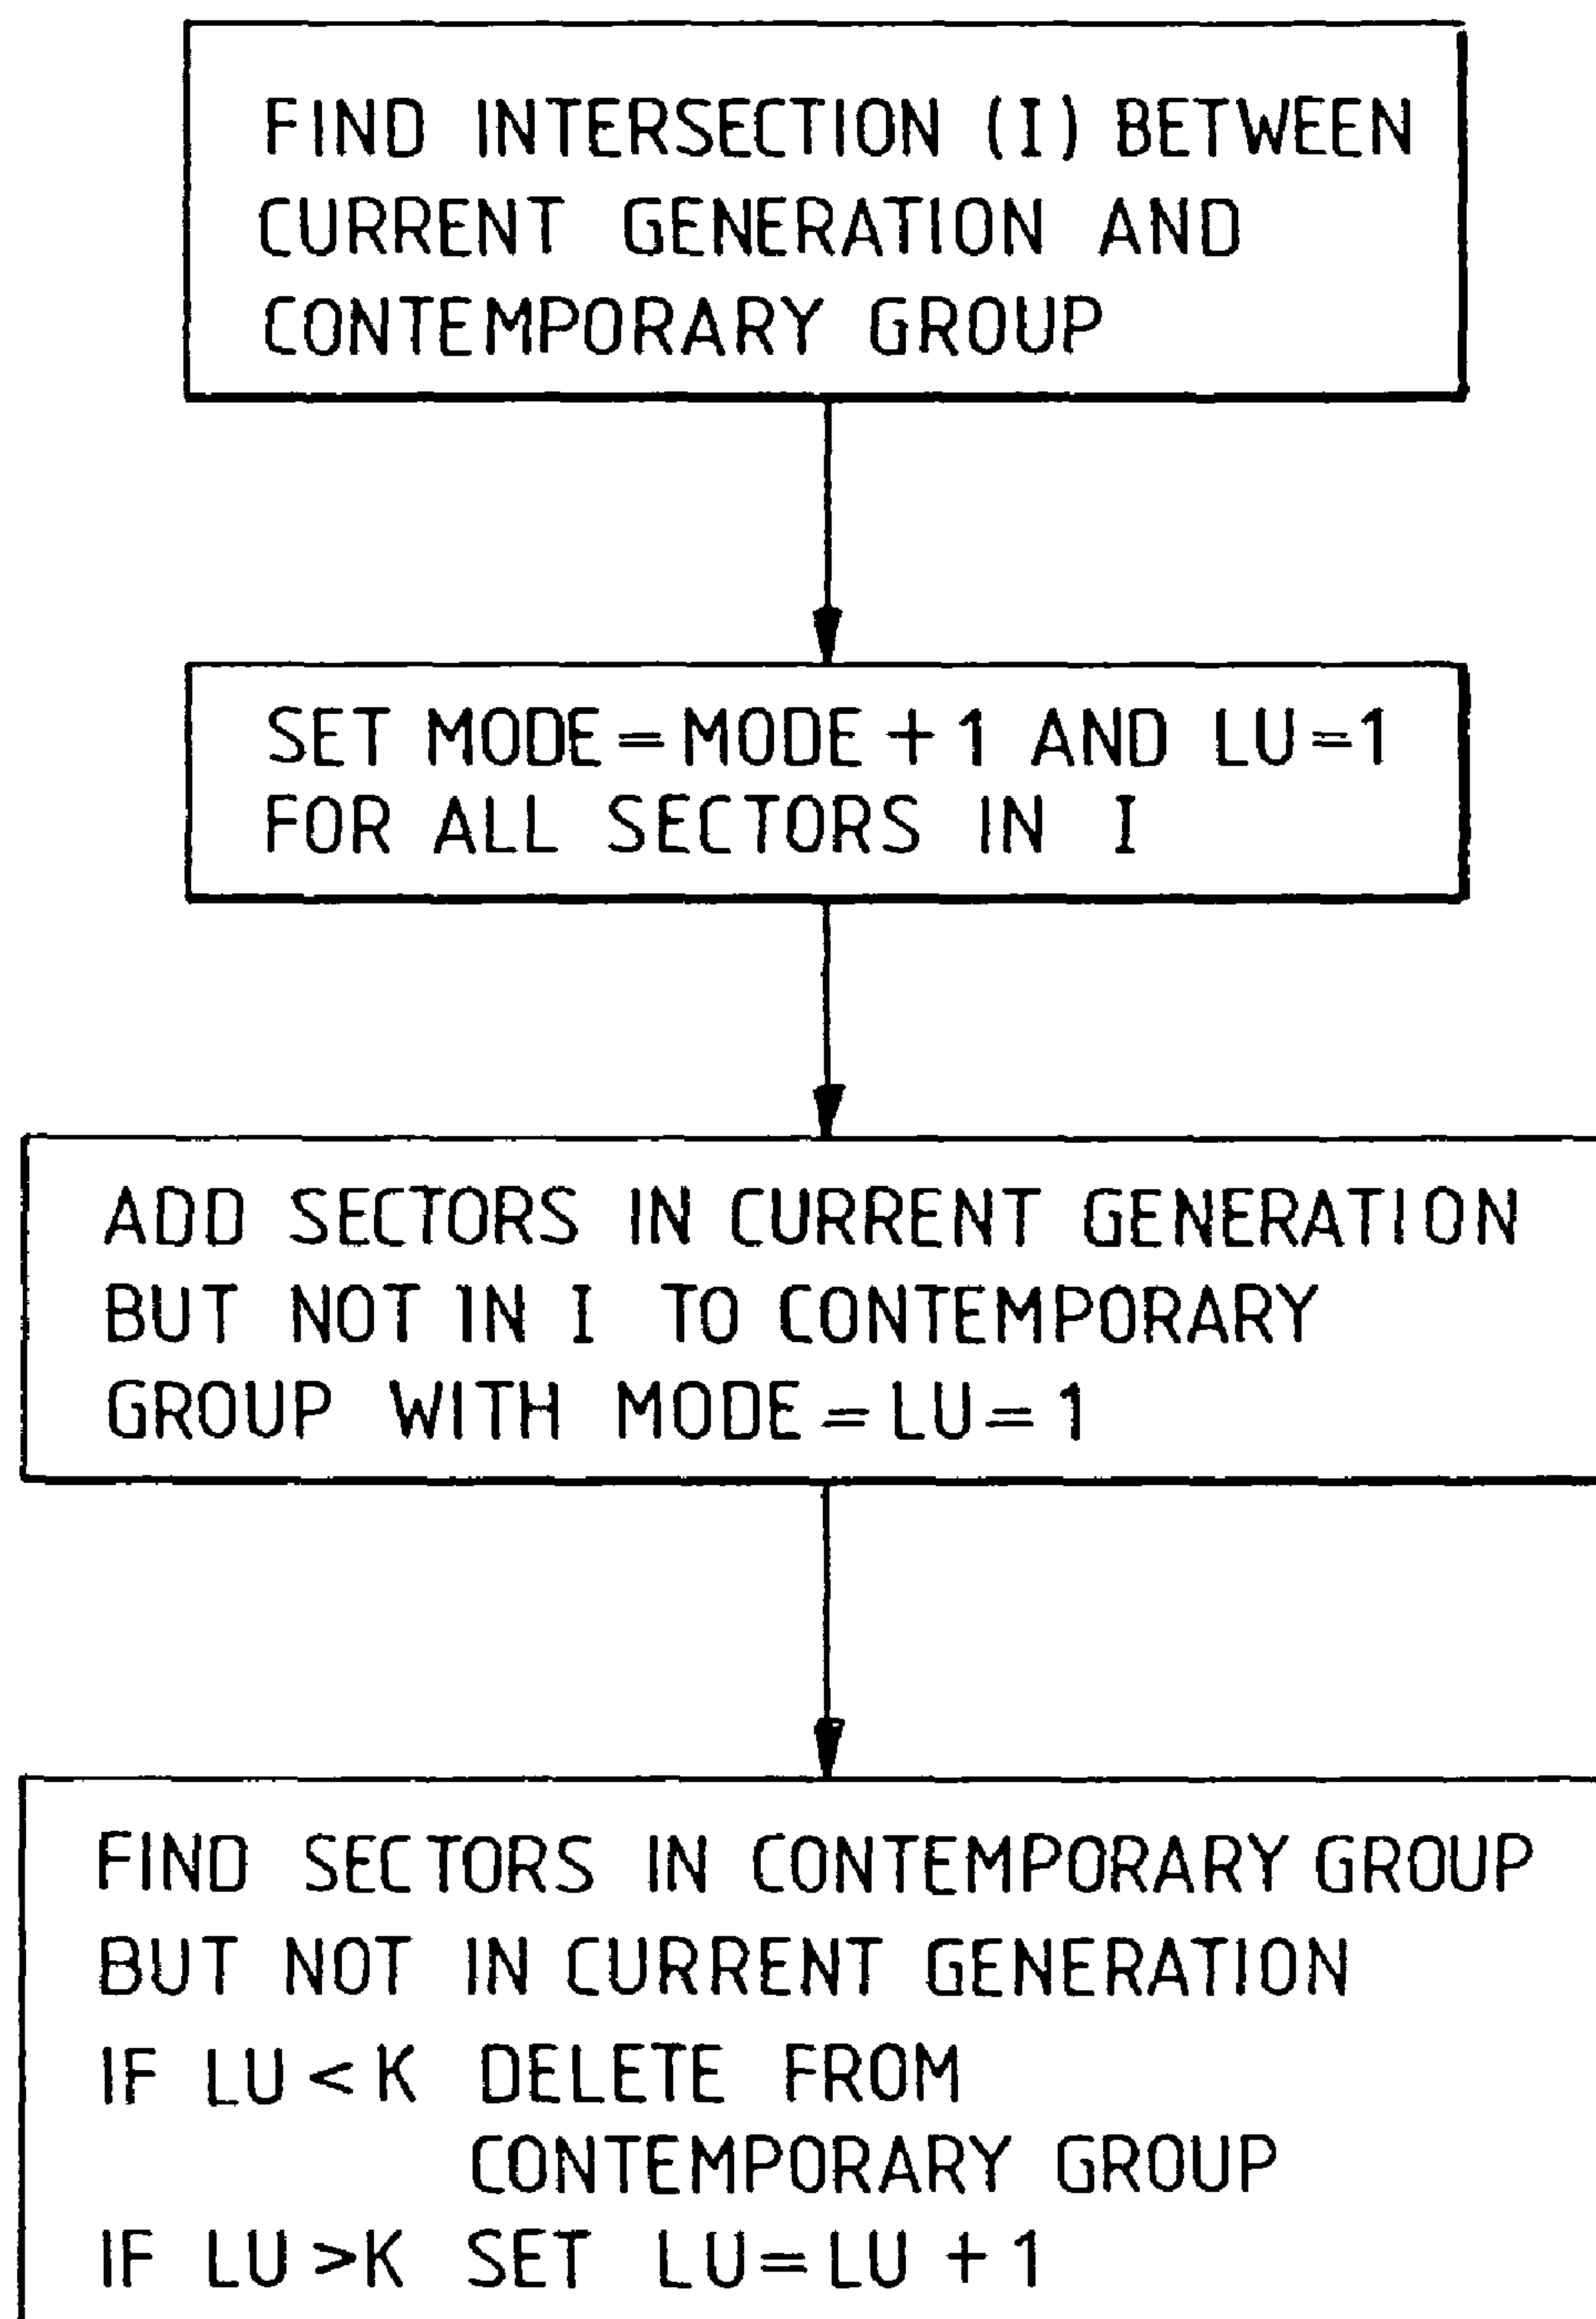 FIND INTERSECTION (I) BETWEEN
CURRENT GENERATION AND
CONTEMPORARY GROUP
SET MODE=MODE+1 AND LU=1
FOR ALL SECTORS IN I
ADD SECTORS IN CURRENT GENERATION
BUT NOT IN I TO CONTEMPORARY
GROUP WITH MODE=LU=1
FIND SECTORS IN CONTEMPORARY GROUP
BUT NOT IN CURRENT GENERATION
IF LU<K DELETE FROM
CONTEMPORARY GROUP
IF LU>K SET LU=LU+1